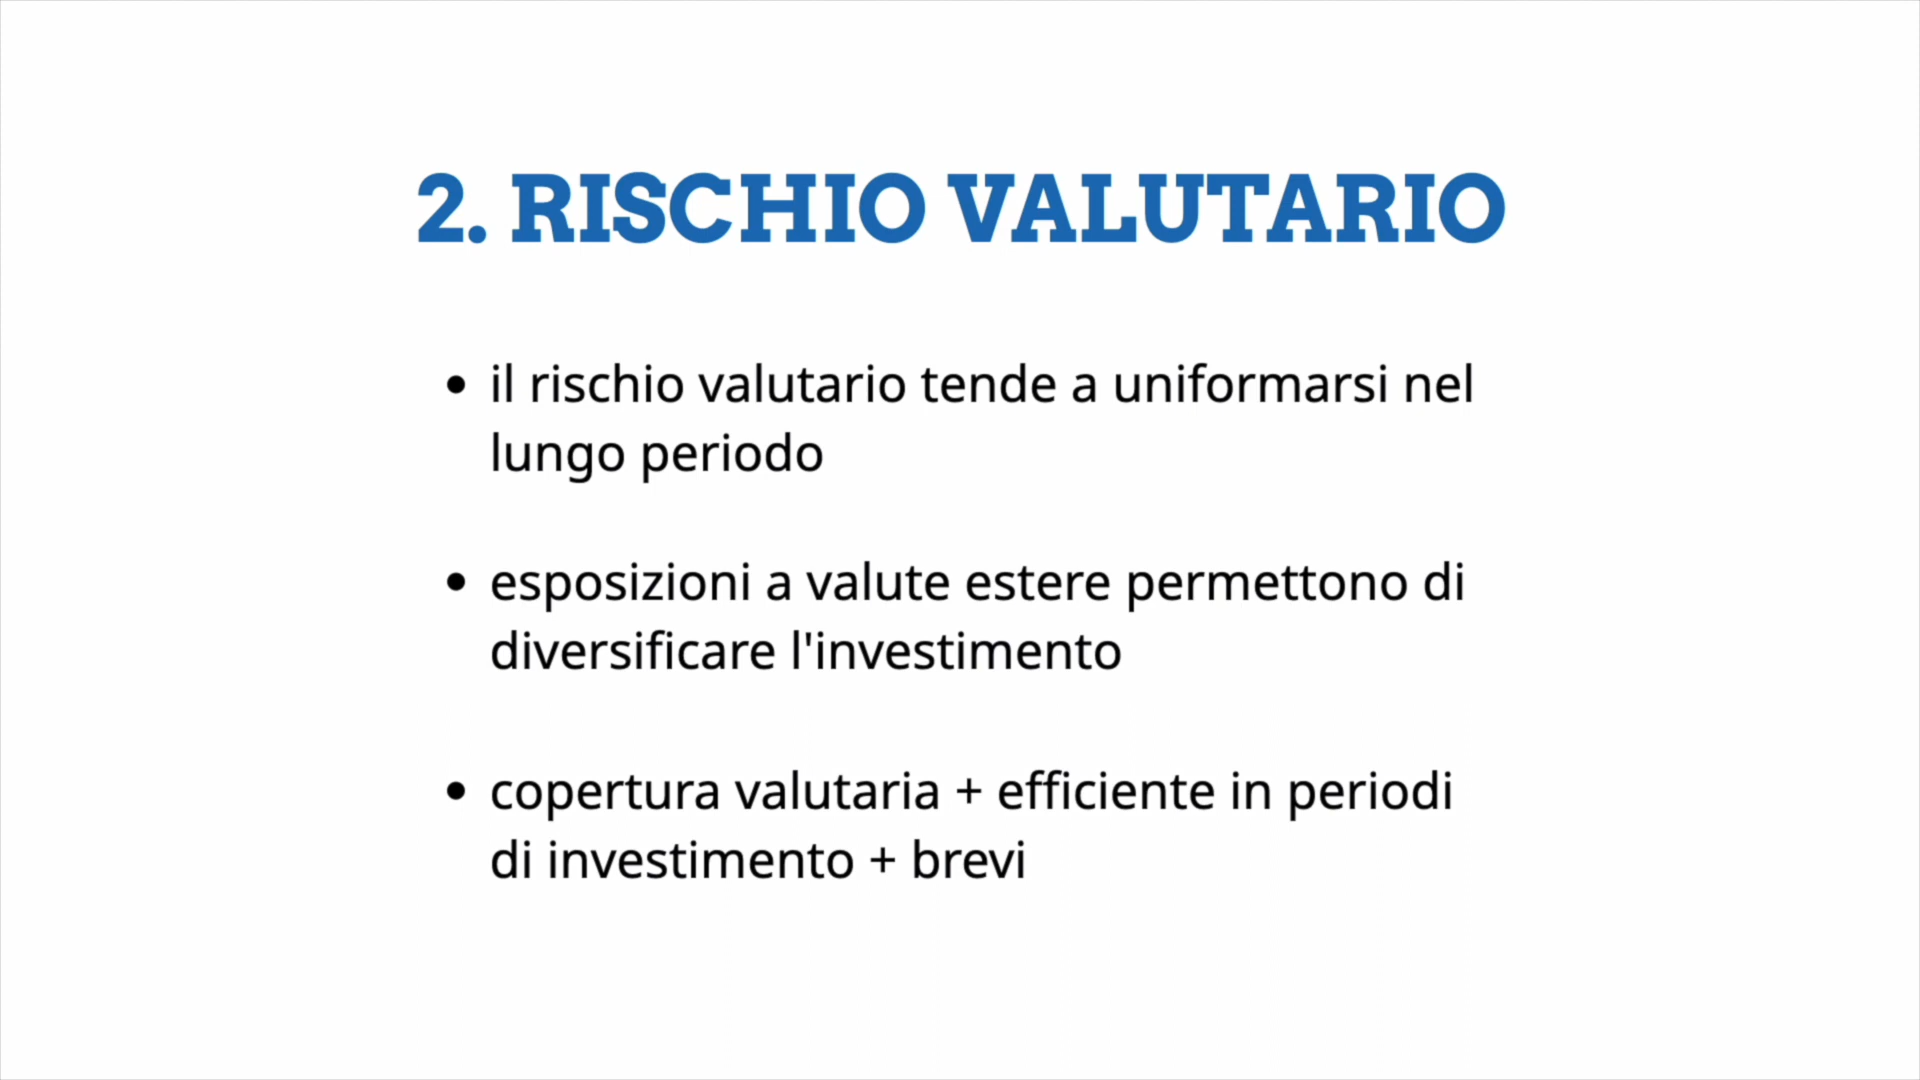 2. RISCHIO VALUTARIO
• il rischio valutario tende a uniformarsi nel
lungo periodo
• esposizioni a valute estere permettono di
diversificare l'investimento
• copertura valutaria + efficiente in periodi
di investimento + brevi